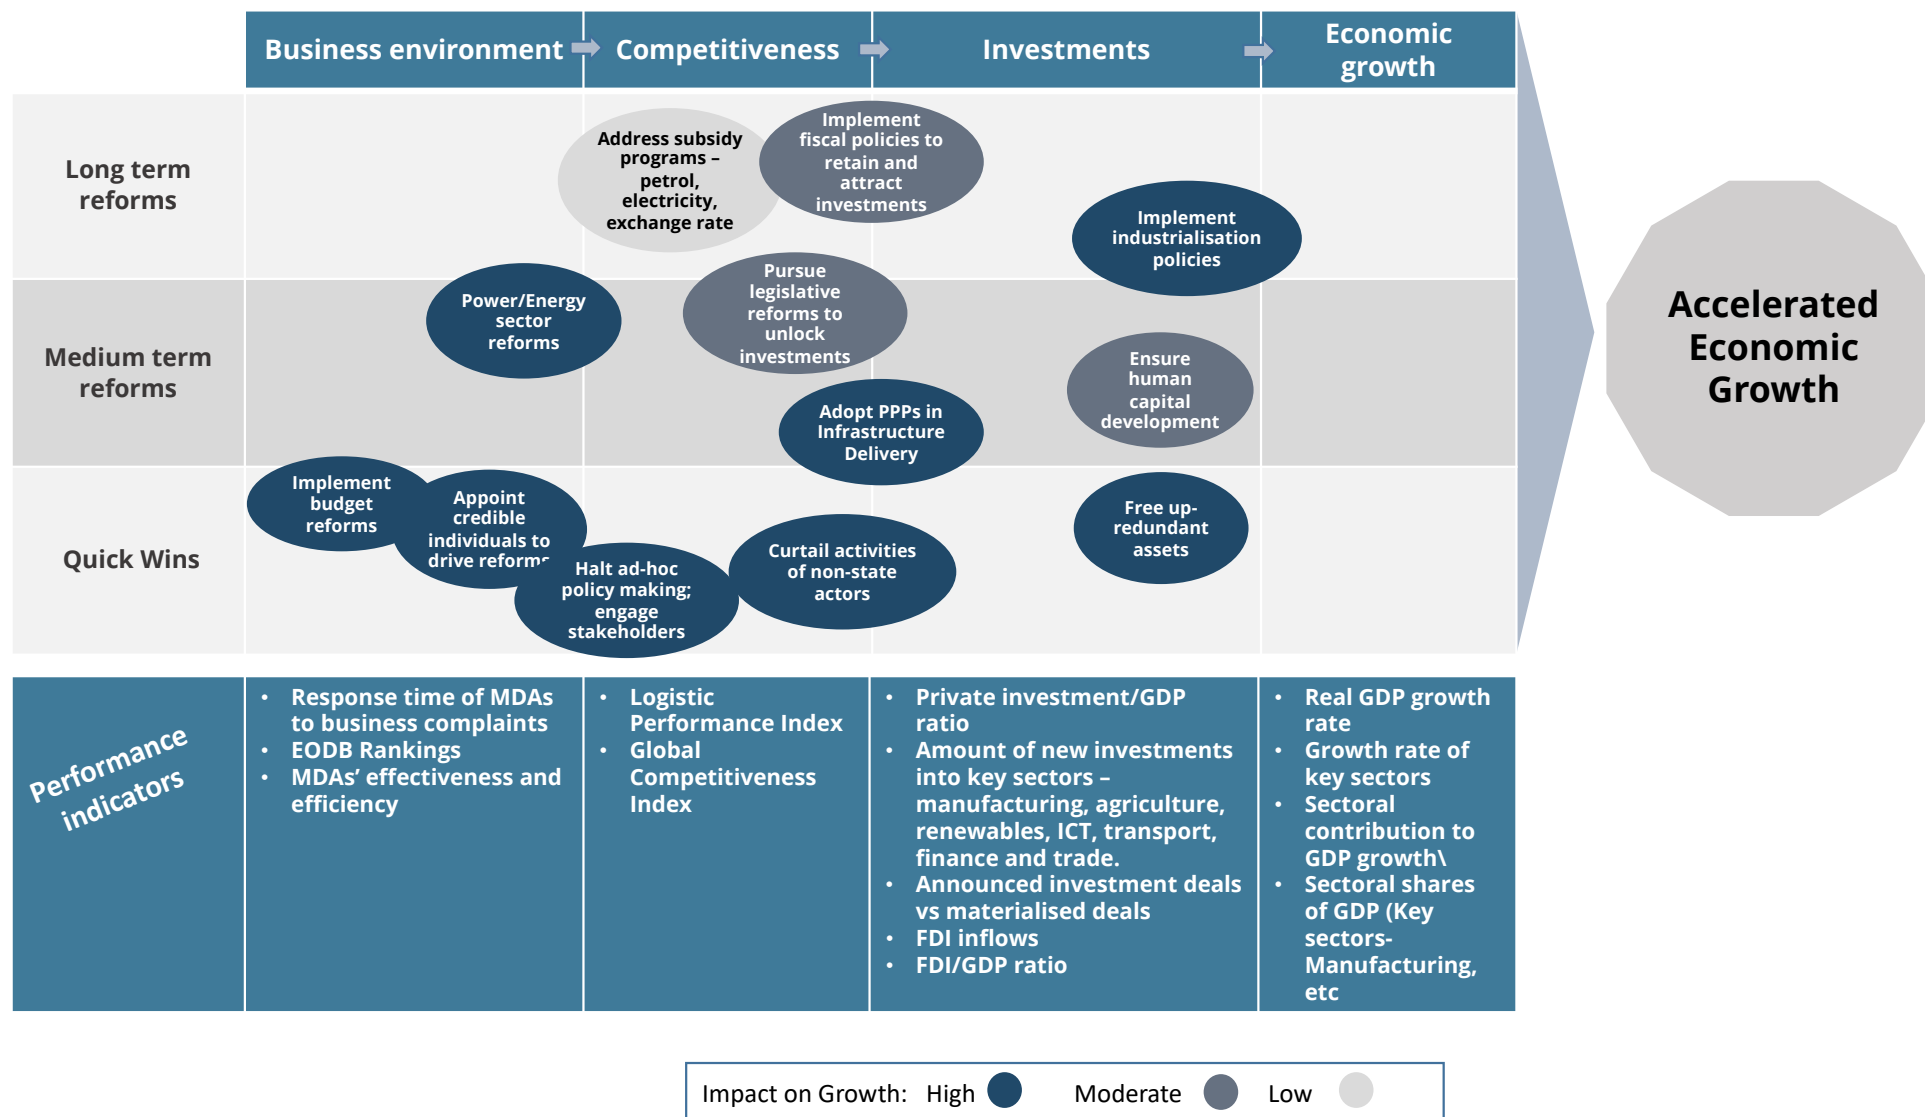 Business environment
Competitiveness
Investments
Economic
growth
Long term
reforms
Address subsidy
programs –
petrol,
electricity,
exchange rate
Implement
fiscal policies to
retain and
attract
investments
Implement
industrialisation
policies
Medium term
reforms
Power/Energy
sector
reforms
Pursue
legislative
reforms to
unlock
investments
Adopt PPPs in
Infrastructure
Delivery
Ensure
human
capital
development
Quick Wins
Implement
budget
reforms
Appoint
credible
individuals to
drive reforms
Halt ad-hoc
policy making;
engage
stakeholders
Curtail activities
of non-state
actors
Free up-
redundant
assets
Accelerated
Economic
Growth
Performance
indicators
• Response time of MDAs
to business complaints
• EODB Rankings
• MDAs’ effectiveness and
efficiency
• Logistic
Performance Index
• Global
Competitiveness
Index
• Private investment/GDP
ratio
• Amount of new investments
into key sectors –
manufacturing, agriculture,
renewables, ICT, transport,
finance and trade.
• Announced investment deals
vs materialised deals
• FDI inflows
• FDI/GDP ratio
• Real GDP growth
rate
• Growth rate of
key sectors
• Sectoral
contribution to
GDP growth\
• Sectoral shares
of GDP (Key
sectors-
Manufacturing,
etc
Impact on Growth: High Moderate Low